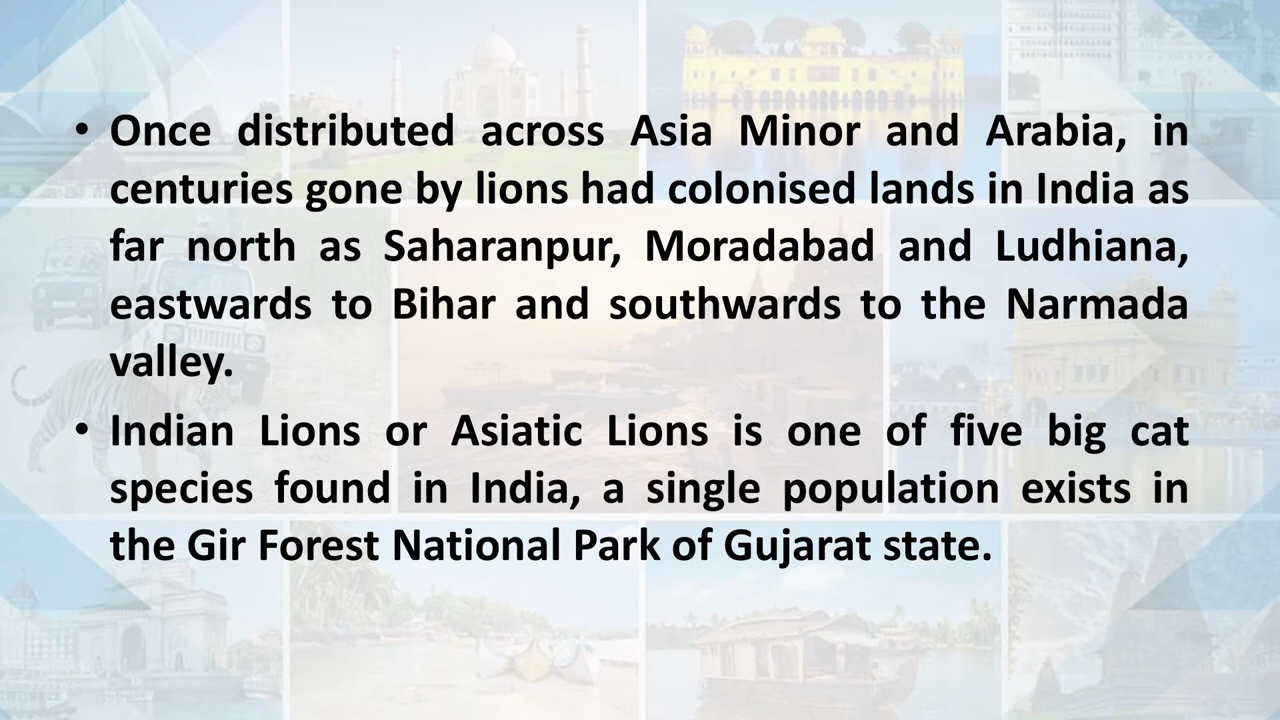 • Once distributed across Asia Minor and Arabia, in
centuries gone by lions had colonised lands in India as
far north as Saharanpur, Moradabad and Ludhiana,
eastwards to Bihar and southwards to the Narmada
valley.
• Indian Lions or Asiatic Lions is one of five big cat
species found in India, a single population exists in
the Gir Forest National Park of Gujarat state.